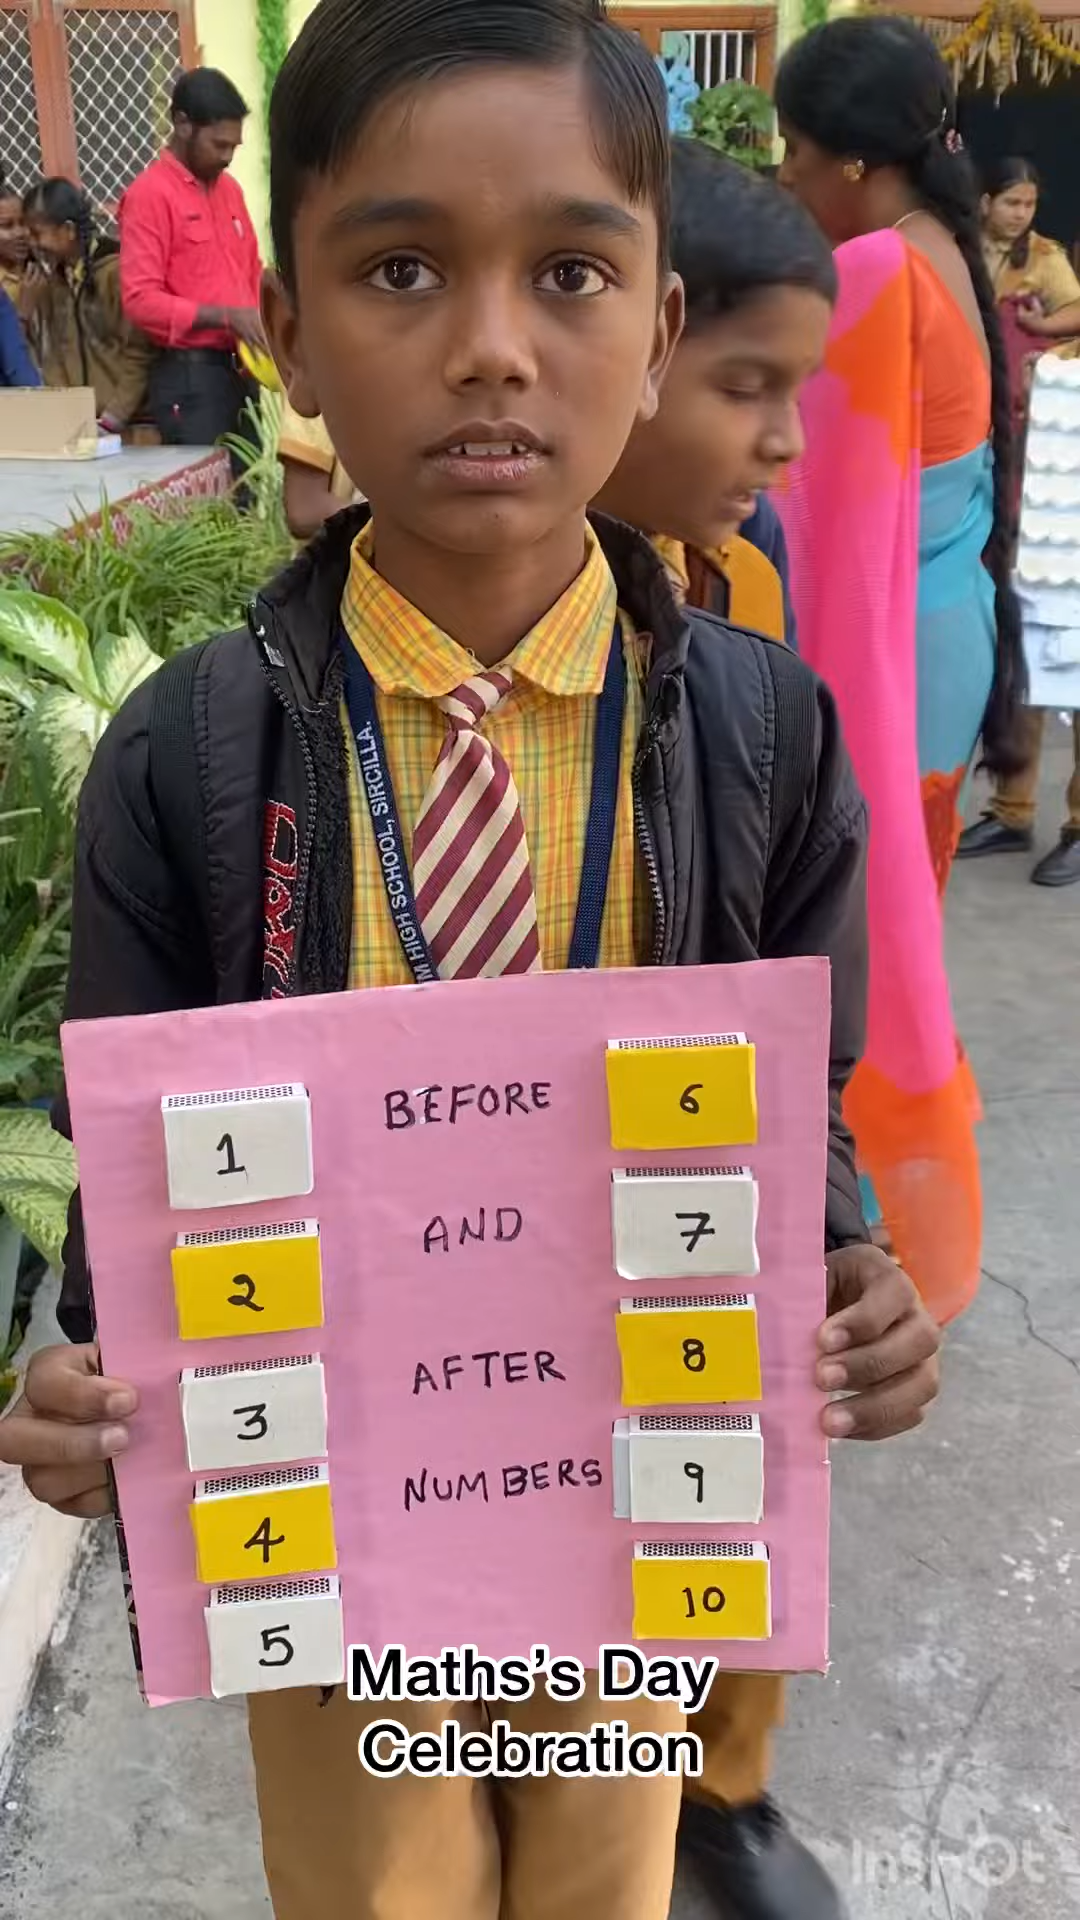 M HIGH SCHOOL, SIRCILLA.
BEFORE
AND
AFTER
NUMBERS
1
2
3
4
5
6
7
8
9
10
Maths’s Day
Celebration
InShOt